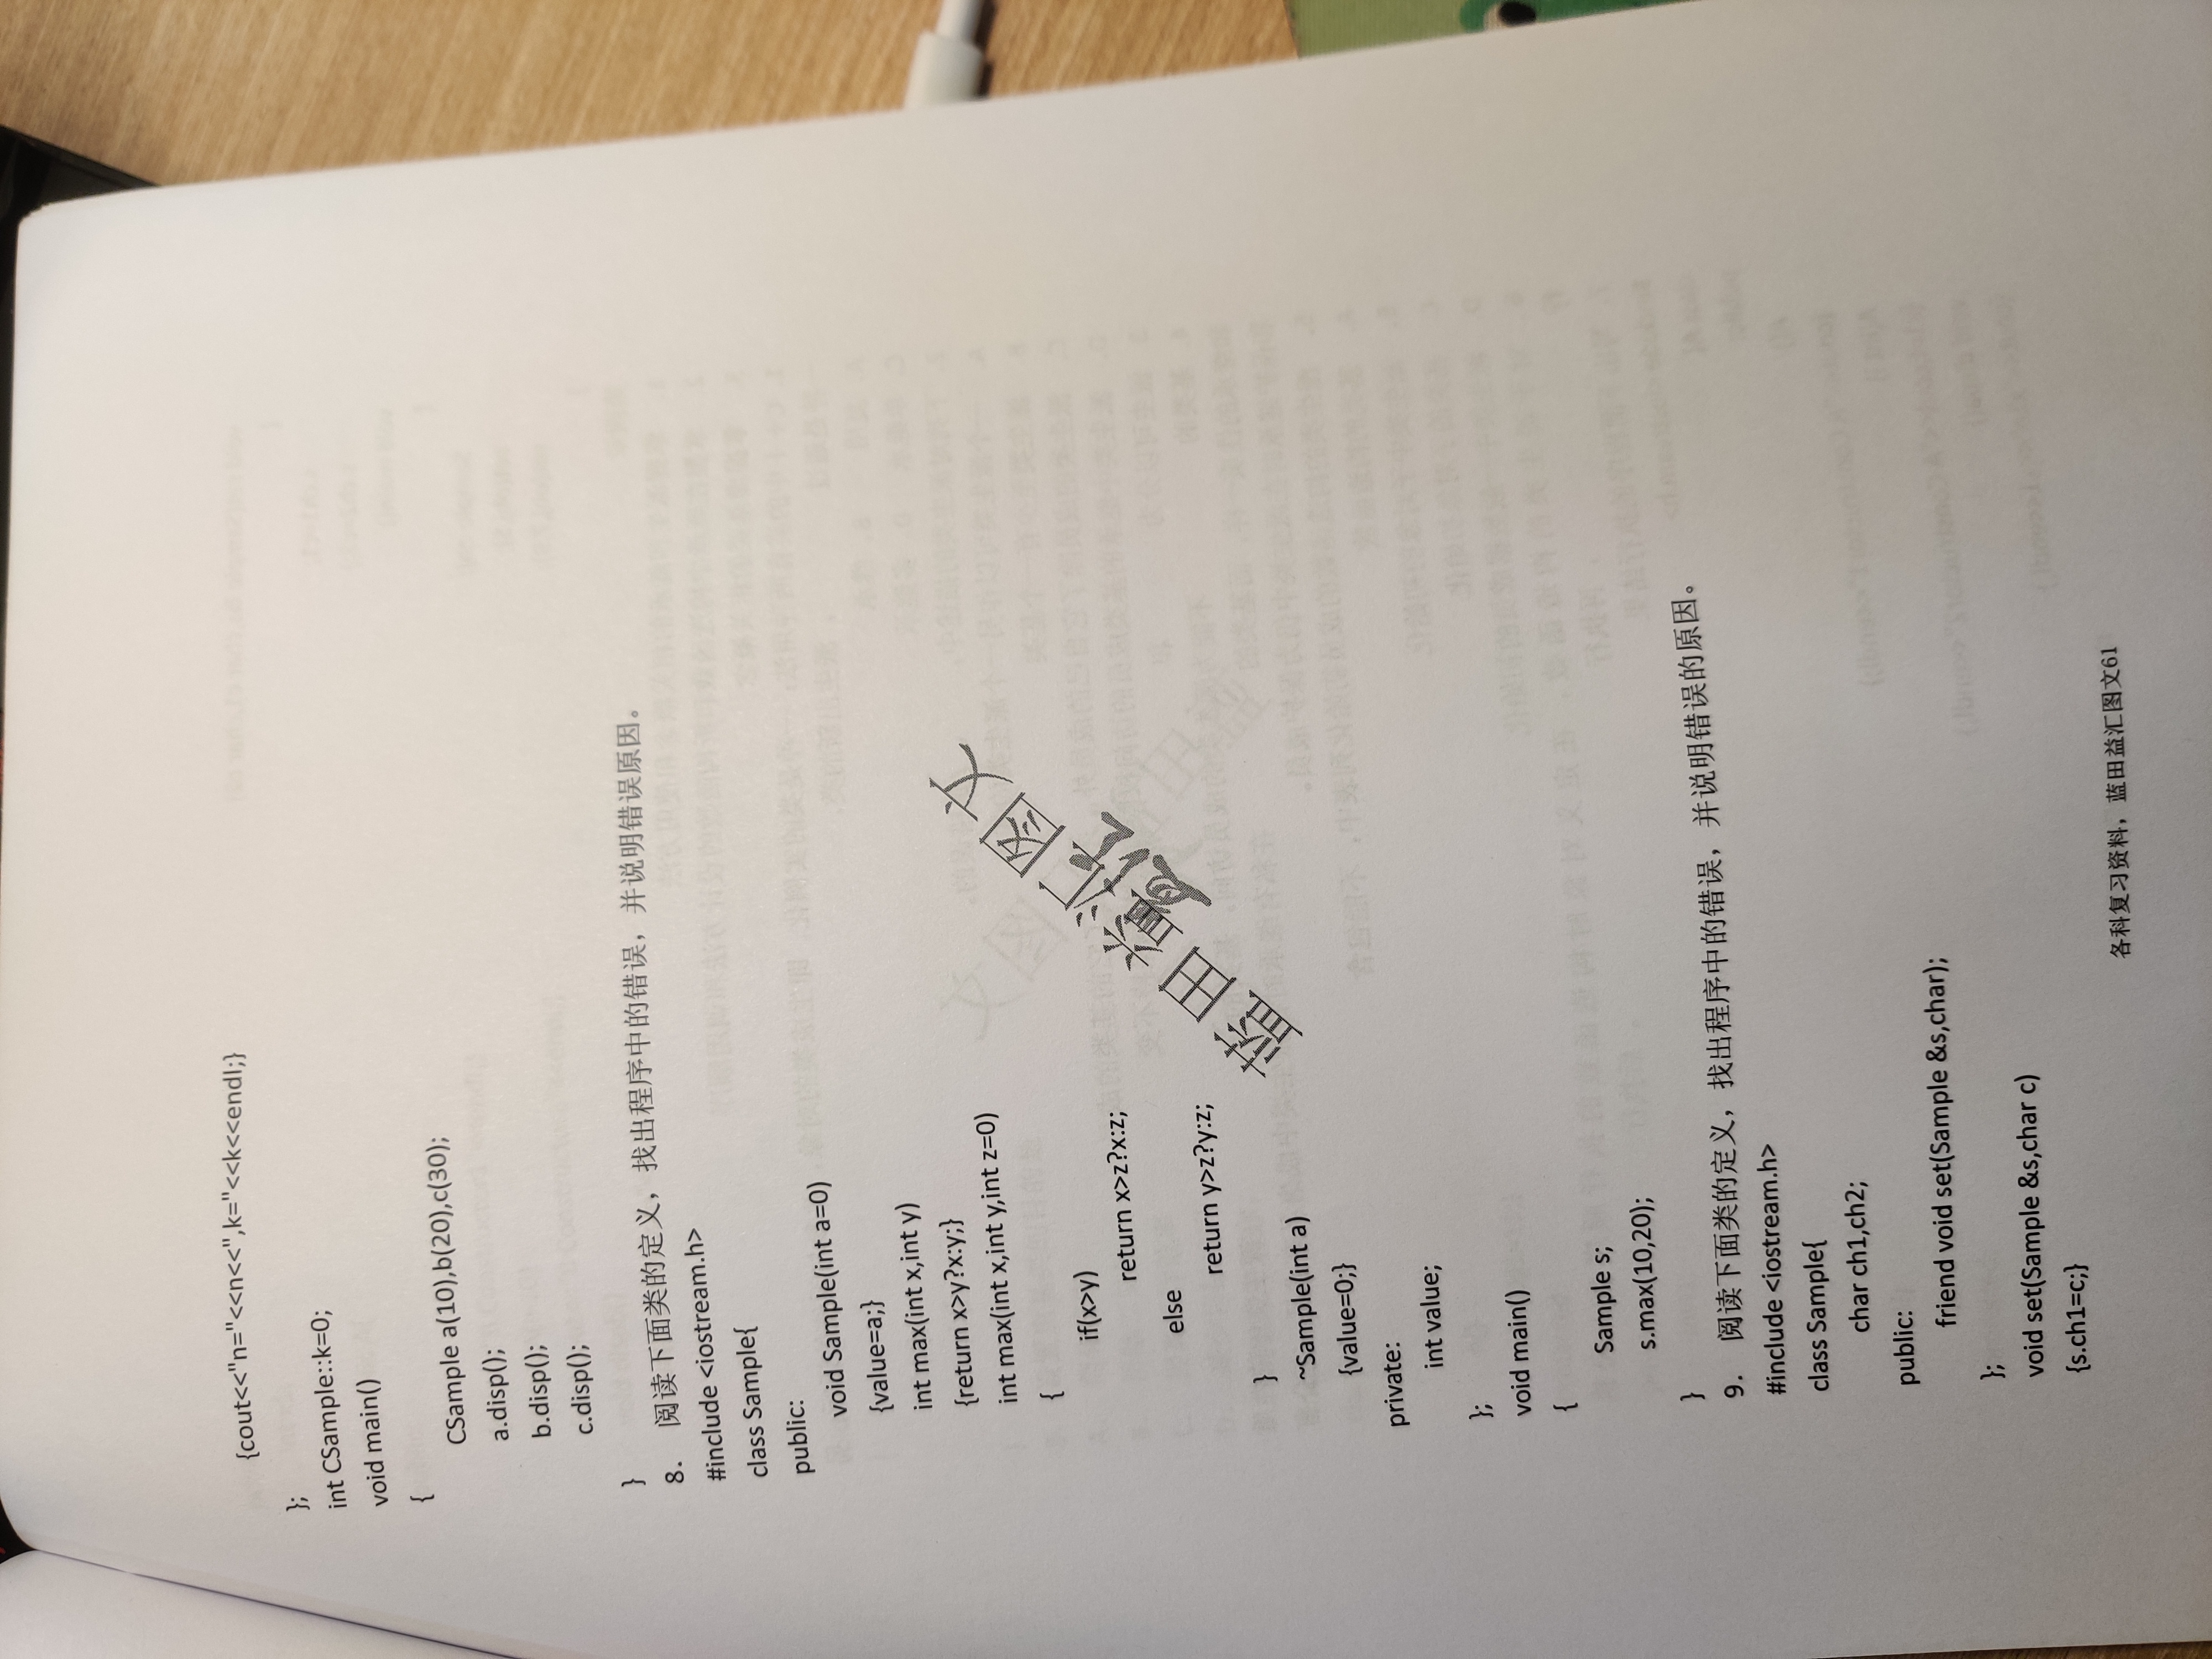 {cout<<"n="<<n<<",k="<<k<<endl;}
};
int CSample::k=0;
void main()
{
CSample a(10),b(20),c(30);
a.disp();
b.disp();
c.disp();
}
8. 阅读下面类的定义，找出程序中的错误，并说明错误原因。
#include <iostream.h>
class Sample{
public:
void Sample(int a=0)
{value=a;}
int max(int x,int y)
{return x>y?x:y;}
int max(int x,int y,int z=0)
{
if(x>y)
return x>z?x:z;
else
return y>z?y:z;
}
~Sample(int a)
{value=0;}
private:
int value;
};
void main()
{
Sample s;
s.max(10,20);
}
9. 阅读下面类的定义，找出程序中的错误，并说明错误的原因。
#include <iostream.h>
class Sample{
char ch1,ch2;
public:
friend void set(Sample &s,char);
};
void set(Sample &s,char c)
{s.ch1=c;}
蓝田益汇图文
益汇
各科复习资料，蓝田益汇图文61